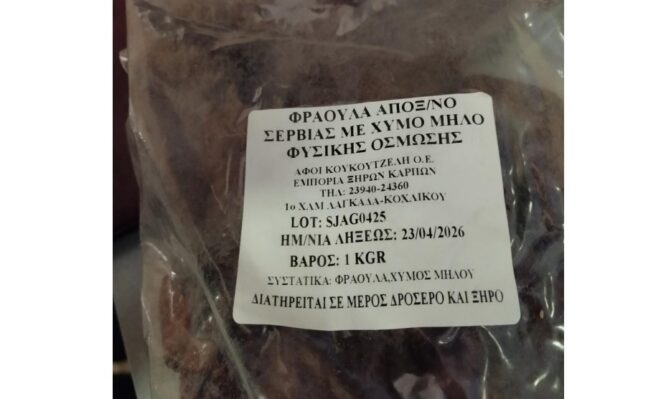 ΦΡΑΟΥΛΑ ΑΠΟΞ/ΝΟ
ΣΕΡΒΙΑΣ ΜΕ ΧΥΜΟ ΜΗΛΟ
ΦΥΣΙΚΗΣ ΟΣΜΩΣΗΣ
ΑΦΟΙ ΚΟΥΚΟΥΤΖΕΛΗ Ο.Ε.
ΕΜΠΟΡΙΑ ΞΗΡΩΝ ΚΑΡΠΩΝ
ΤΗΛ: 23940-24360
1ο ΧΛΜ ΛΑΓΚΑΔΑ-ΚΟΧΛΙΚΟΥ
LOT: SJAG0425
ΗΜ/ΝΙΑ ΛΗΞΕΩΣ: 23/04/2026
ΒΑΡΟΣ: 1 KGR
ΣΥΣΤΑΤΙΚΑ: ΦΡΑΟΥΛΑ,ΧΥΜΟΣ ΜΗΛΟΥ
ΔΙΑΤΗΡΕΙΤΑΙ ΣΕ ΜΕΡΟΣ ΔΡΟΣΕΡΟ ΚΑΙ ΞΗΡΟ